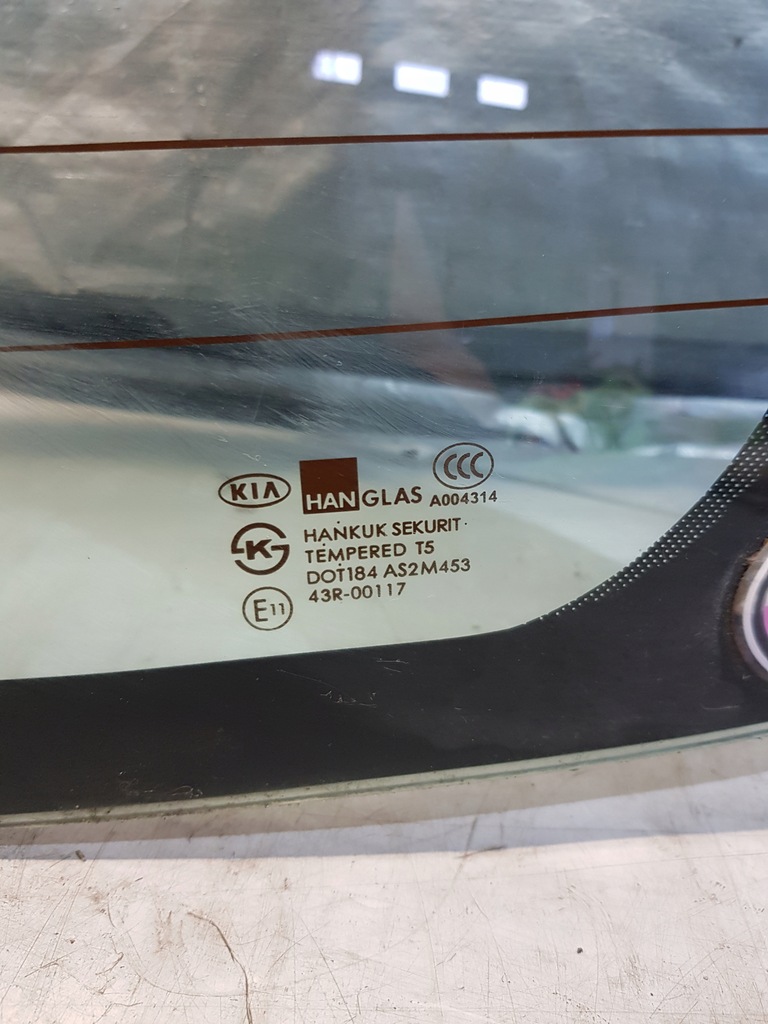 KIA HANGLAS CCC
A004314
K HANKUK SEKURIT
TEMPERED T5
DOT184 AS2M453
E11 43R-00117